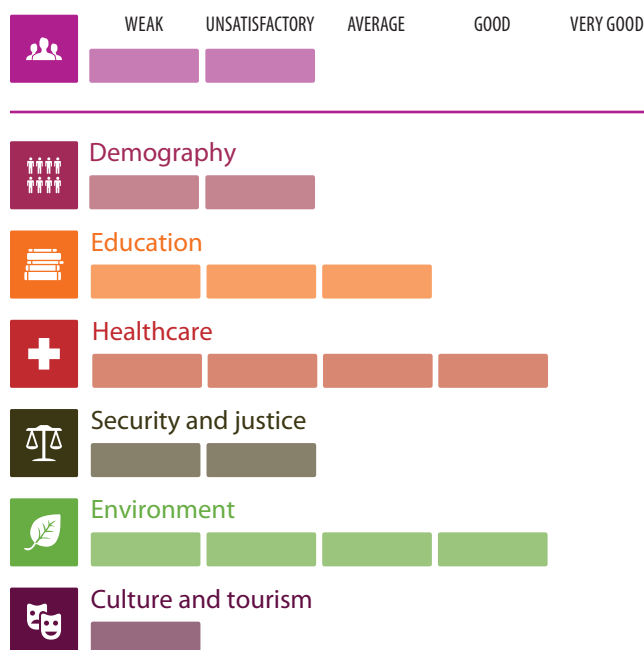 WEAK UNSATISFACTORY AVERAGE GOOD VERY GOOD
Demography
Education
Healthcare
Security and justice
Environment
Culture and tourism